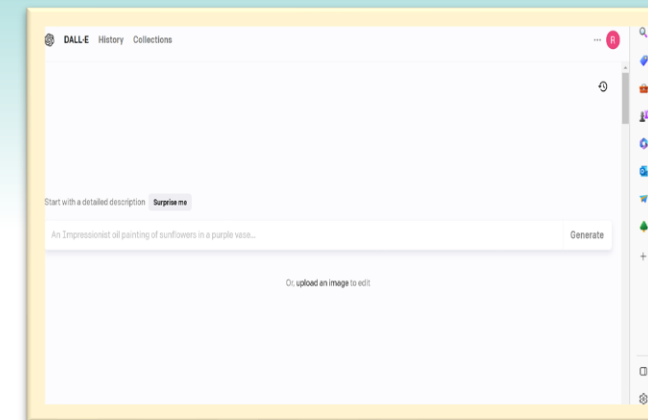 DALL·E History Collections
R
Start with a detailed description Surprise me
An Impressionist oil painting of sunflowers in a purple vase... Generate
Or, upload an image to edit